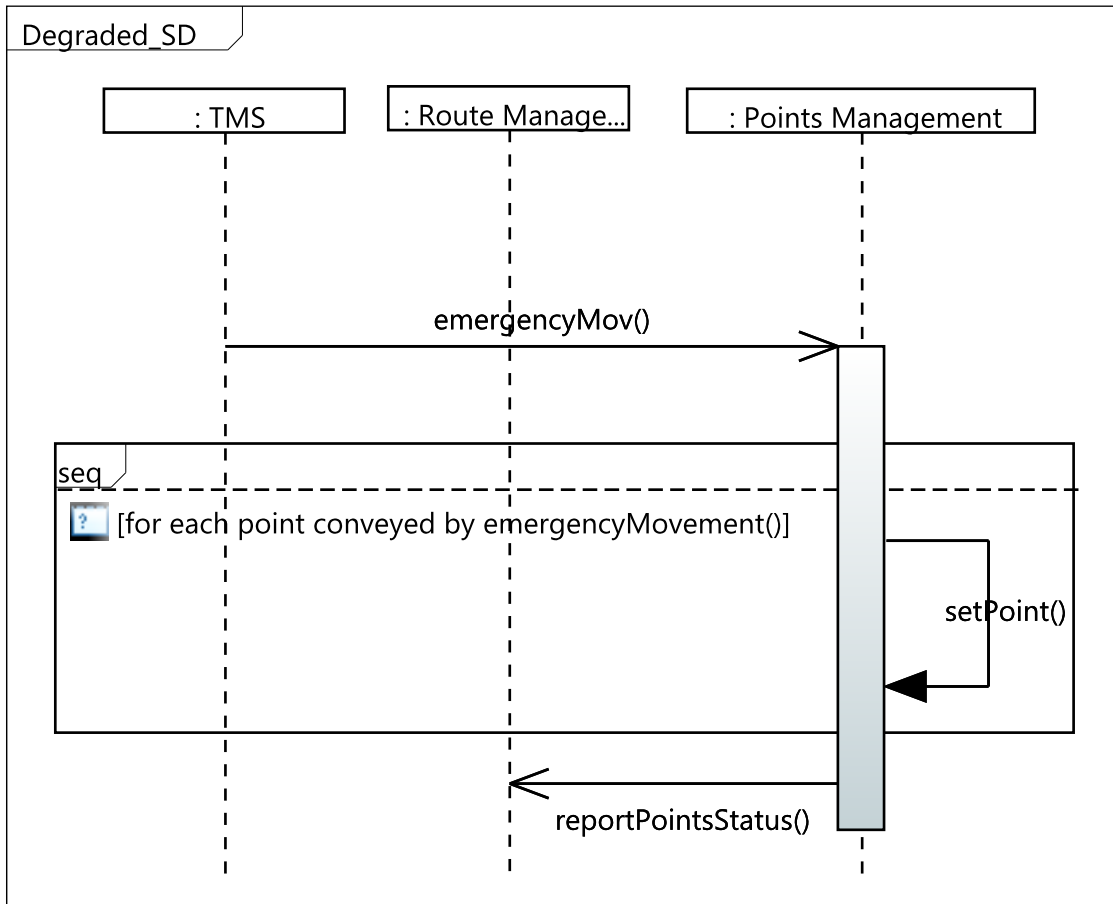 Degraded_SD
: TMS
: Route Manage...
: Points Management
emergencyMov()
seq
? [for each point conveyed by emergencyMovement()]
setPoint()
reportPointsStatus()